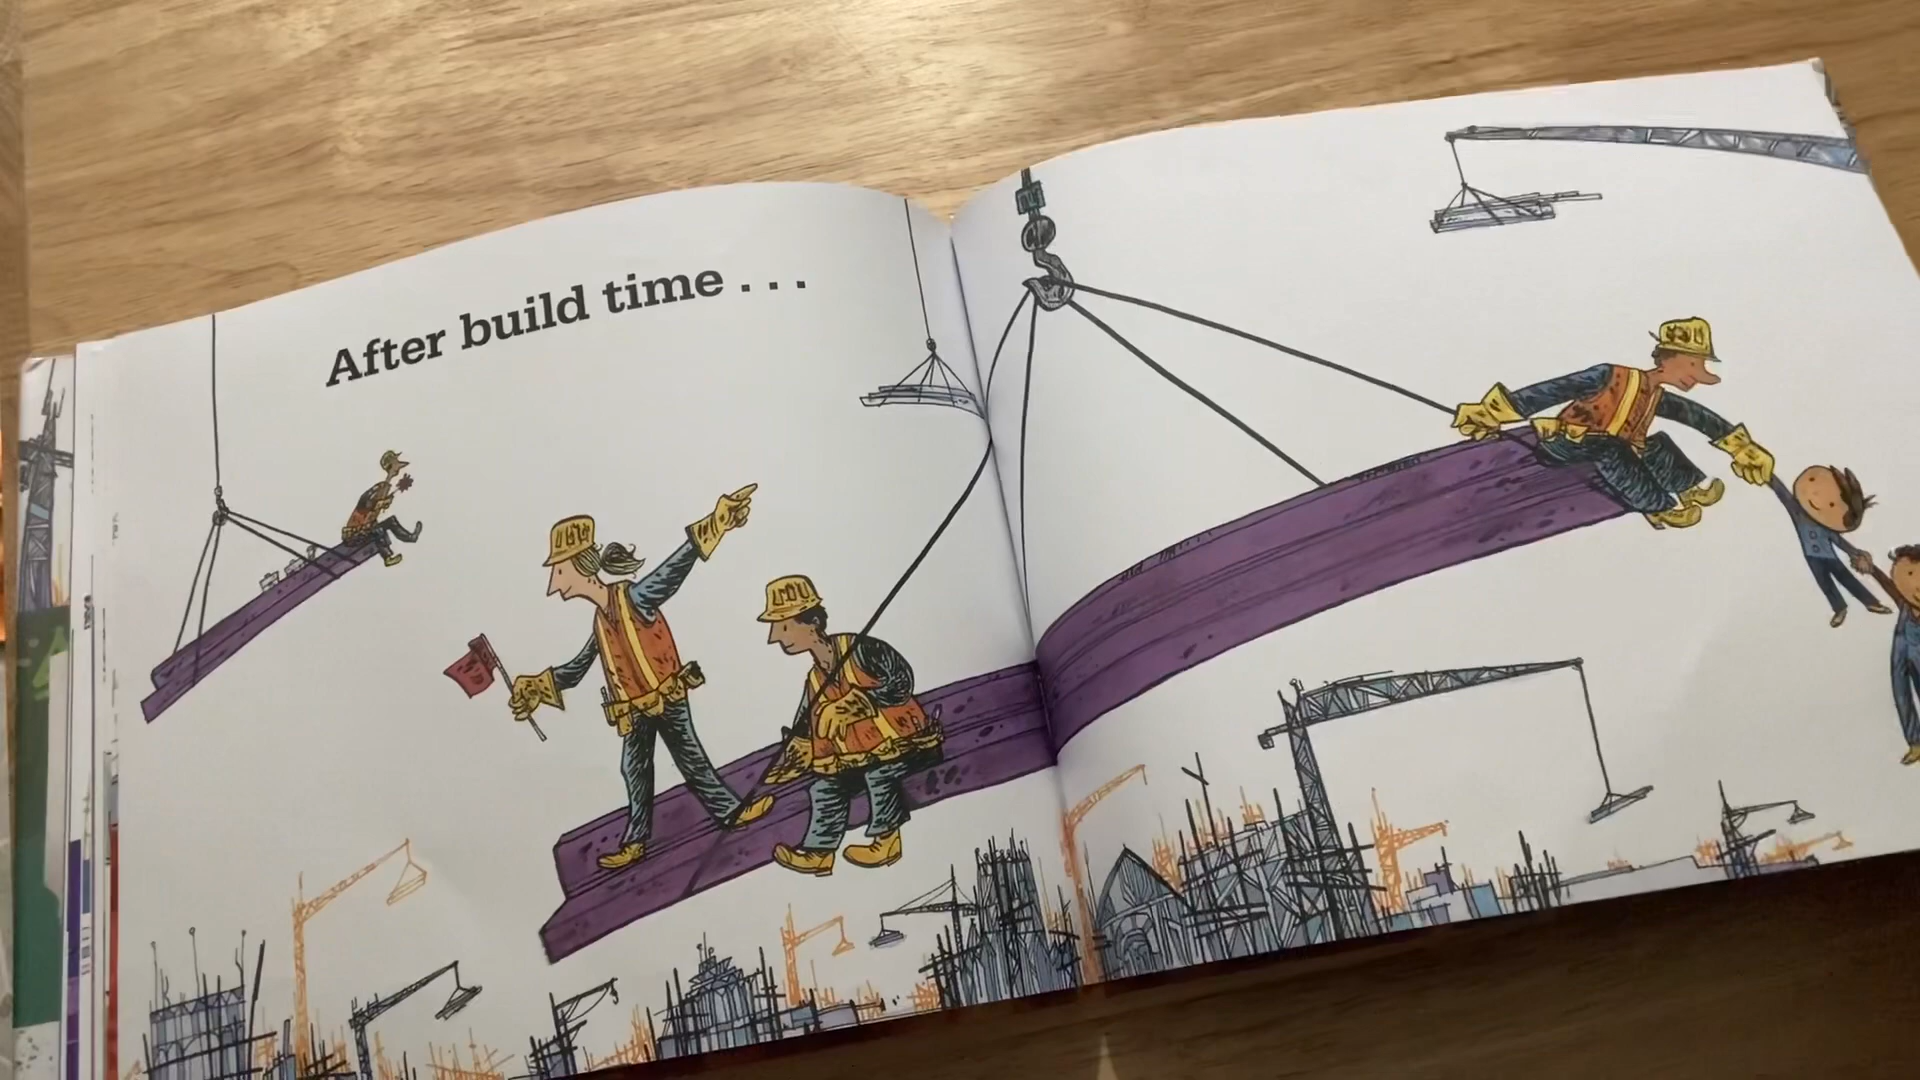 After build time . . .